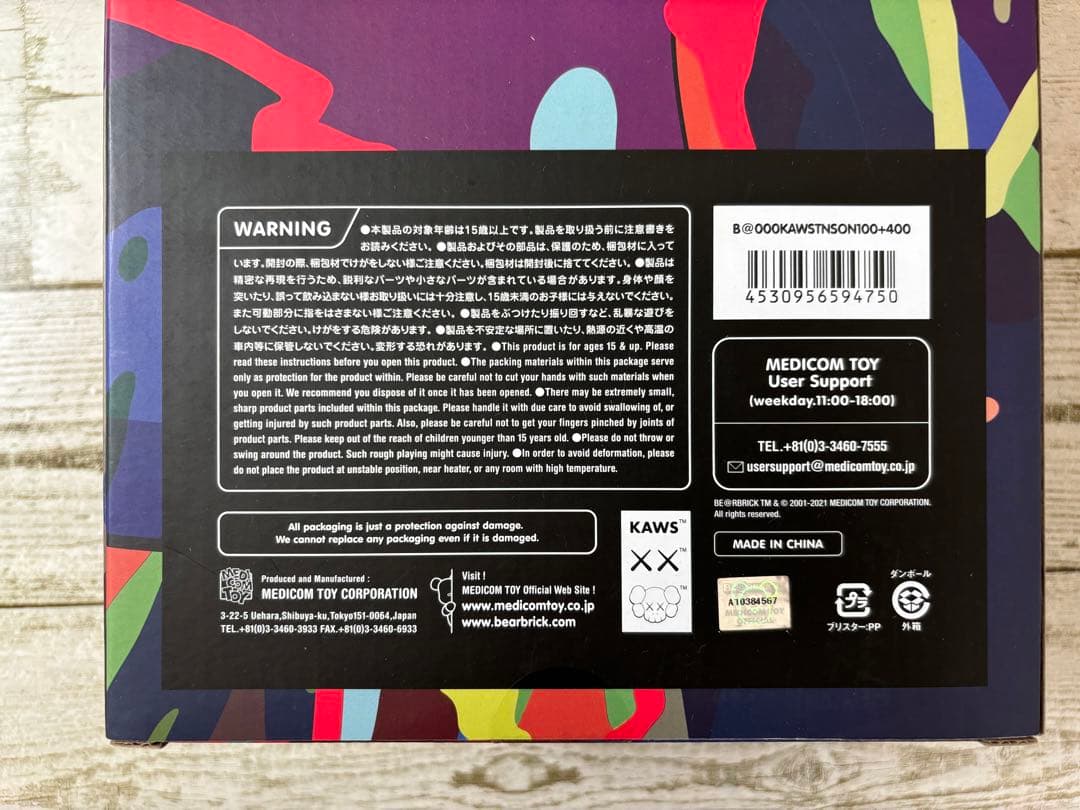 WARNING
●本製品の対象年齢は15歳以上です。製品を取り扱う前に注意書きを
お読みください。●製品およびその部品は、保護のため、梱包材に入って
います。開封の際、梱包材でけがをしない様ご注意ください。梱包材は開封後に捨ててください。●製品は
精密な再現を行うため、鋭利なパーツや小さなパーツが含まれている場合があります。身体や顔を
突いたり、誤って飲み込まない様お取り扱いには十分注意し、15歳未満のお子様には与えないでください。
また可動部分に指をはさまない様ご注意ください。●製品をぶつけたり振り回すなど、乱暴な遊びを
しないでください。けがをする危険があります。●製品を不安定な場所に置いたり、熱源の近くや高温の
車内等に保管しないでください。変形する恐れがあります。●This product is for ages 15 & up. Please
read these instructions before you open this product. ●The packing materials within this package serve
only as protection for the product within. Please be careful not to cut your hands with such materials when
you open it. We recommend you dispose of it once it has been opened. ●There may be extremely small,
sharp product parts included within this package. Please handle it with due care to avoid swallowing of, or
getting injured by such product parts. Also, please be careful not to get your fingers pinched by joints of
product parts. Please keep out of the reach of children younger than 15 years old. ●Please do not throw or
swing around the product. Such rough playing might cause injury. ●In order to avoid deformation, please
do not place the product at unstable position, near heater, or any room with high temperature.
All packaging is just a protection against damage.
We cannot replace any packaging even if it is damaged.
MEDICOM TOY
Produced and Manufactured :
MEDICOM TOY CORPORATION
3-22-5 Uehara,Shibuya-ku,Tokyo151-0064,Japan
TEL.+81(0)3-3460-3933 FAX.+81(0)3-3460-6933
Visit !
MEDICOM TOY Official Web Site !
www.medicomtoy.co.jp
www.bearbrick.com
KAWS™
XX™
™
B@000KAWSTNSON100+400
4530956594750
MEDICOM TOY
User Support
(weekday.11:00-18:00)
TEL.+81(0)3-3460-7555
usersupport@medicomtoy.co.jp
BE@RBRICK TM & © 2001-2021 MEDICOM TOY CORPORATION.
All rights reserved.
MADE IN CHINA
A10384567
MEDICOM TOY
OFFICIAL
プラ
ブリスター:PP
ダンボール
外箱